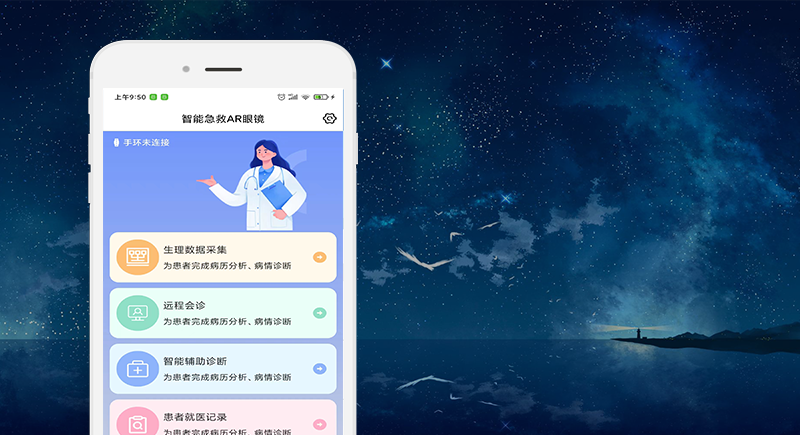 上午9:50
智能急救AR眼镜
手环未连接
生理数据采集
为患者完成病历分析、病情诊断
远程会诊
为患者完成病历分析、病情诊断
智能辅助诊断
为患者完成病历分析、病情诊断
患者就医记录
为患者完成病历分析、病情诊断